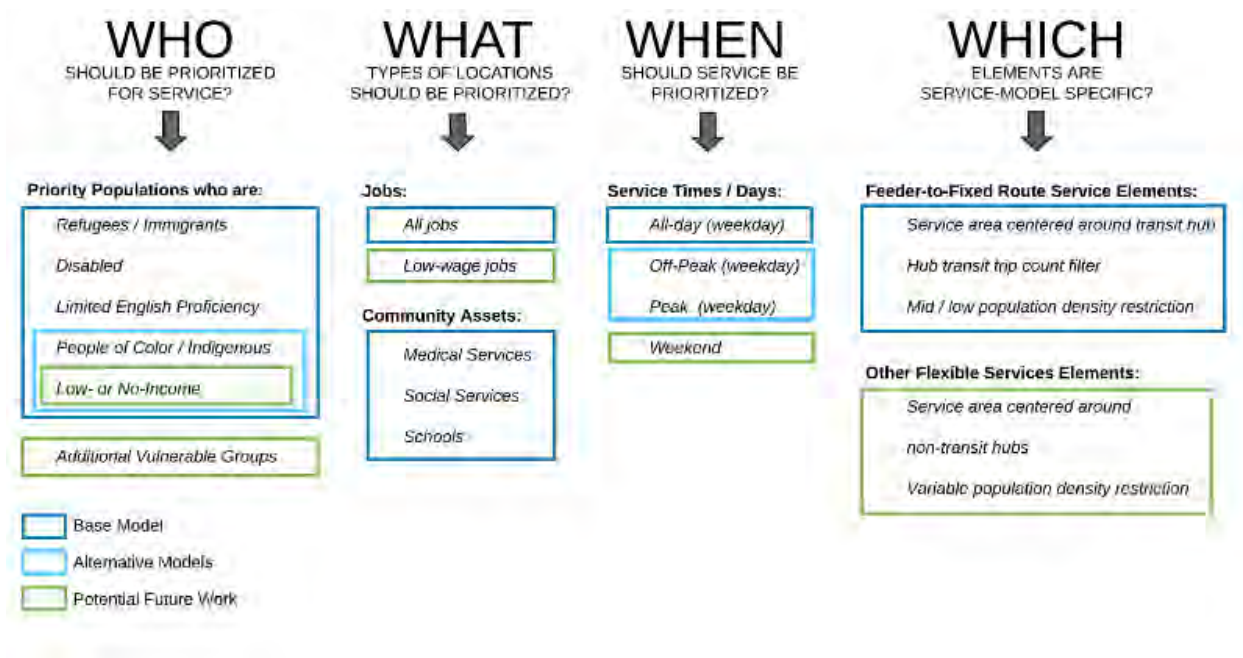 WHO
SHOULD BE PRIORITIZED
FOR SERVICE?
Priority Populations who are:
Refugees / Immigrants
Disabled
Limited English Proficiency
People of Color / Indigenous
Low- or No-Income
Additional Vulnerable Groups
Base Model
Alternative Models
Potential Future Work
WHAT
TYPES OF LOCATIONS
SHOULD BE PRIORITIZED?
Jobs:
All jobs
Low-wage jobs
Community Assets:
Medical Services
Social Services
Schools
WHEN
SHOULD SERVICE BE
PRIORITIZED?
Service Times / Days:
All-day (weekday)
Off-Peak (weekday)
Peak (weekday)
Weekend
WHICH
ELEMENTS ARE
SERVICE-MODEL SPECIFIC?
Feeder-to-Fixed Route Service Elements:
Service area centered around transit hub
Hub transit trip count filter
Mid / low population density restriction
Other Flexible Services Elements:
Service area centered around
non-transit hubs
Variable population density restriction